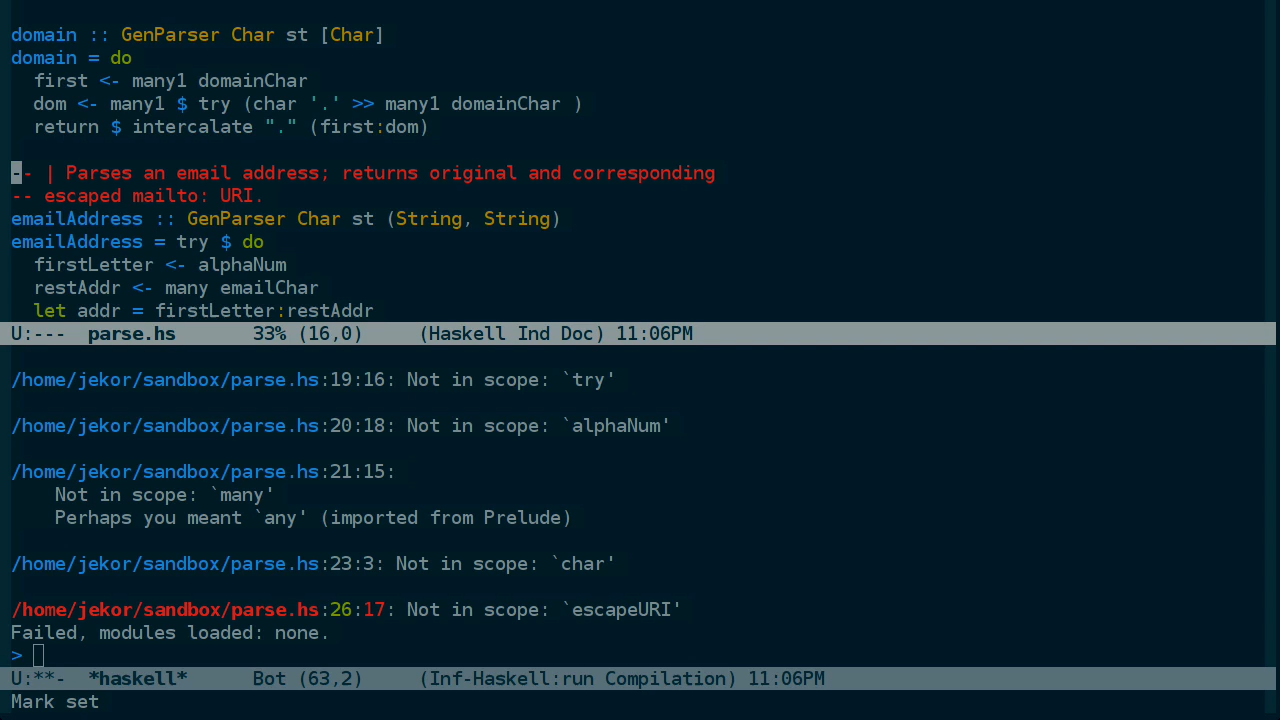 domain :: GenParser Char st [Char]
domain = do
  first <- many1 domainChar
  dom <- many1 $ try (char '.' >> many1 domainChar )
  return $ intercalate "." (first:dom)
-- | Parses an email address; returns original and corresponding
-- escaped mailto: URI.
emailAddress :: GenParser Char st (String, String)
emailAddress = try $ do
  firstLetter <- alphaNum
  restAddr <- many emailChar
  let addr = firstLetter:restAddr
U:---  parse.hs       33% (16,0)     (Haskell Ind Doc) 11:06PM
/home/jekor/sandbox/parse.hs:19:16: Not in scope: `try'
/home/jekor/sandbox/parse.hs:20:18: Not in scope: `alphaNum'
/home/jekor/sandbox/parse.hs:21:15:
    Not in scope: `many'
    Perhaps you meant `any' (imported from Prelude)
/home/jekor/sandbox/parse.hs:23:3: Not in scope: `char'
/home/jekor/sandbox/parse.hs:26:17: Not in scope: `escapeURI'
Failed, modules loaded: none.
>
U:**-  *haskell*      Bot (63,2)     (Inf-Haskell:run Compilation) 11:06PM
Mark set